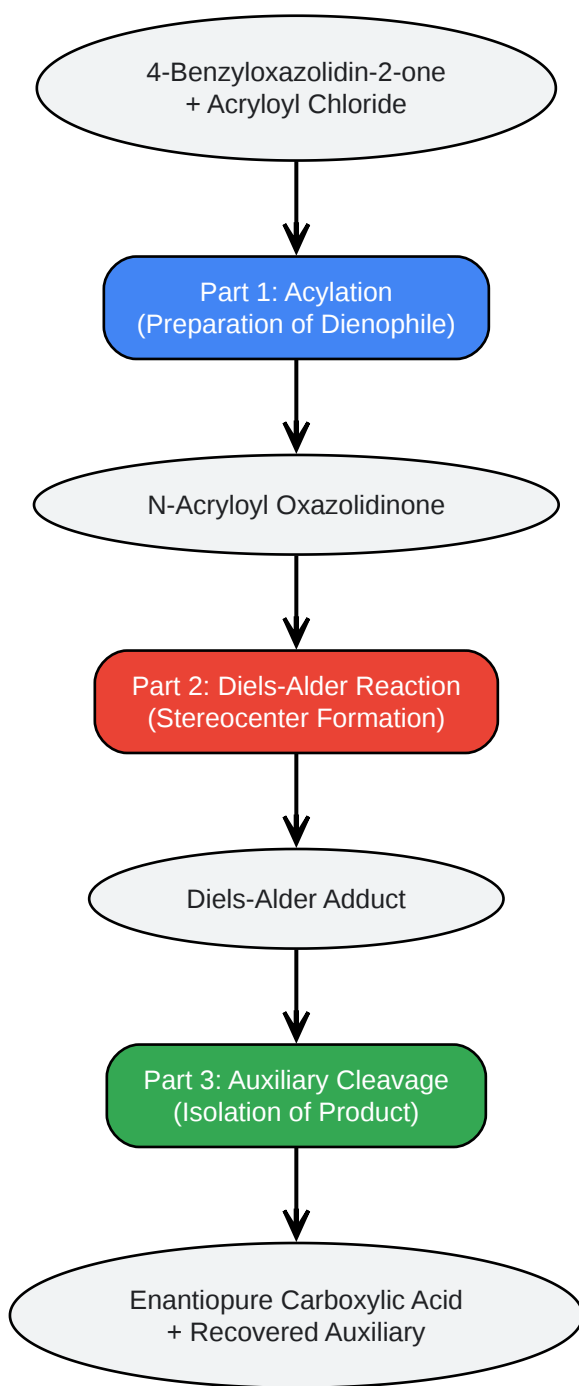 4-Benzyloxazolidin-2-one
+ Acryloyl Chloride
Part 1: Acylation
(Preparation of Dienophile)
N-Acryloyl Oxazolidinone
Part 2: Diels-Alder Reaction
(Stereocenter Formation)
Diels-Alder Adduct
Part 3: Auxiliary Cleavage
(Isolation of Product)
Enantiopure Carboxylic Acid
+ Recovered Auxiliary